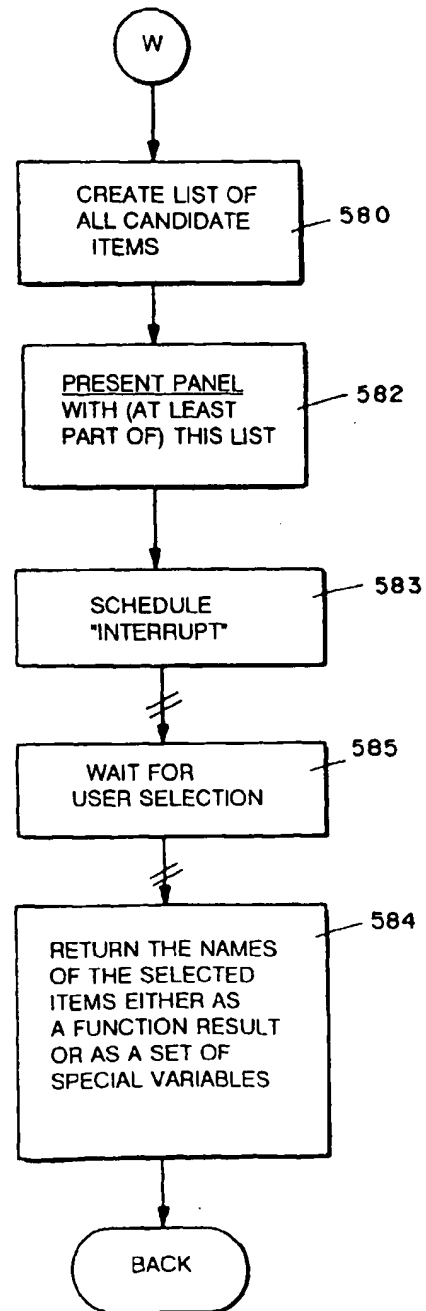 W
CREATE LIST OF
ALL CANDIDATE
ITEMS
580
PRESENT PANEL
WITH (AT LEAST
PART OF) THIS LIST
582
SCHEDULE
"INTERRUPT"
583
WAIT FOR
USER SELECTION
585
RETURN THE NAMES
OF THE SELECTED
ITEMS EITHER AS
A FUNCTION RESULT
OR AS A SET OF
SPECIAL VARIABLES
584
BACK